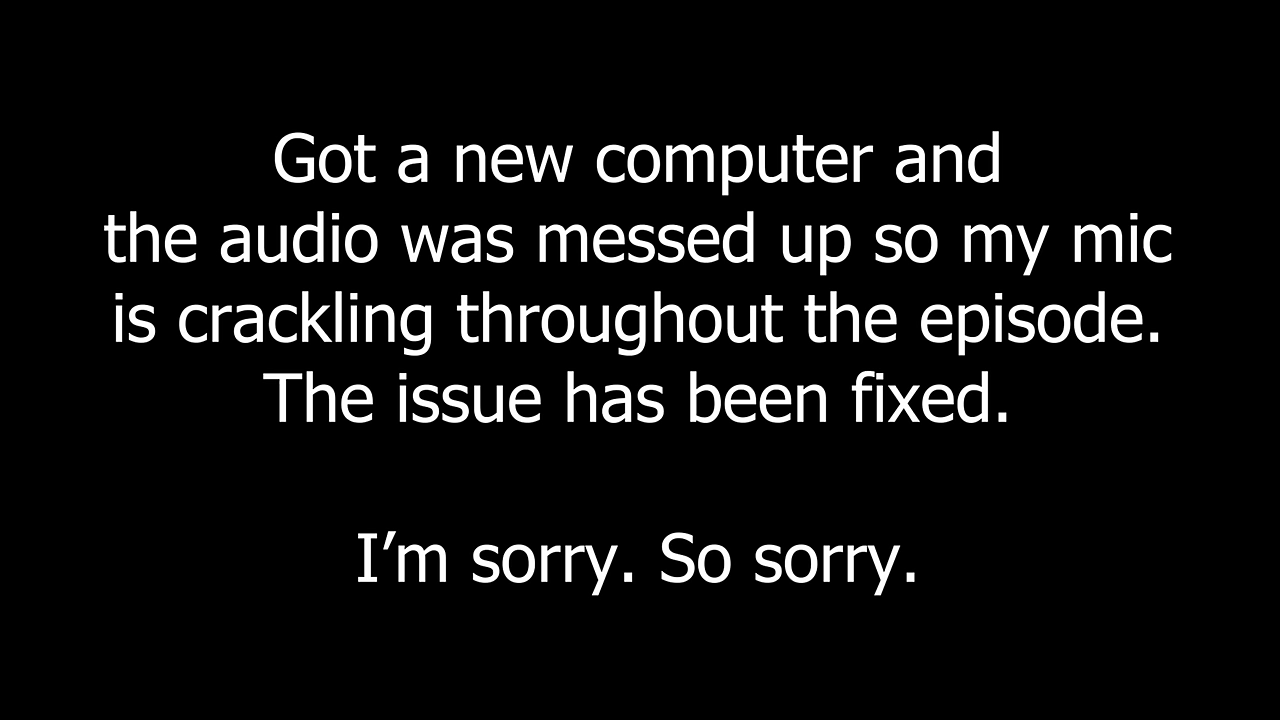 Got a new computer and
the audio was messed up so my mic
is crackling throughout the episode.
The issue has been fixed.
I’m sorry. So sorry.